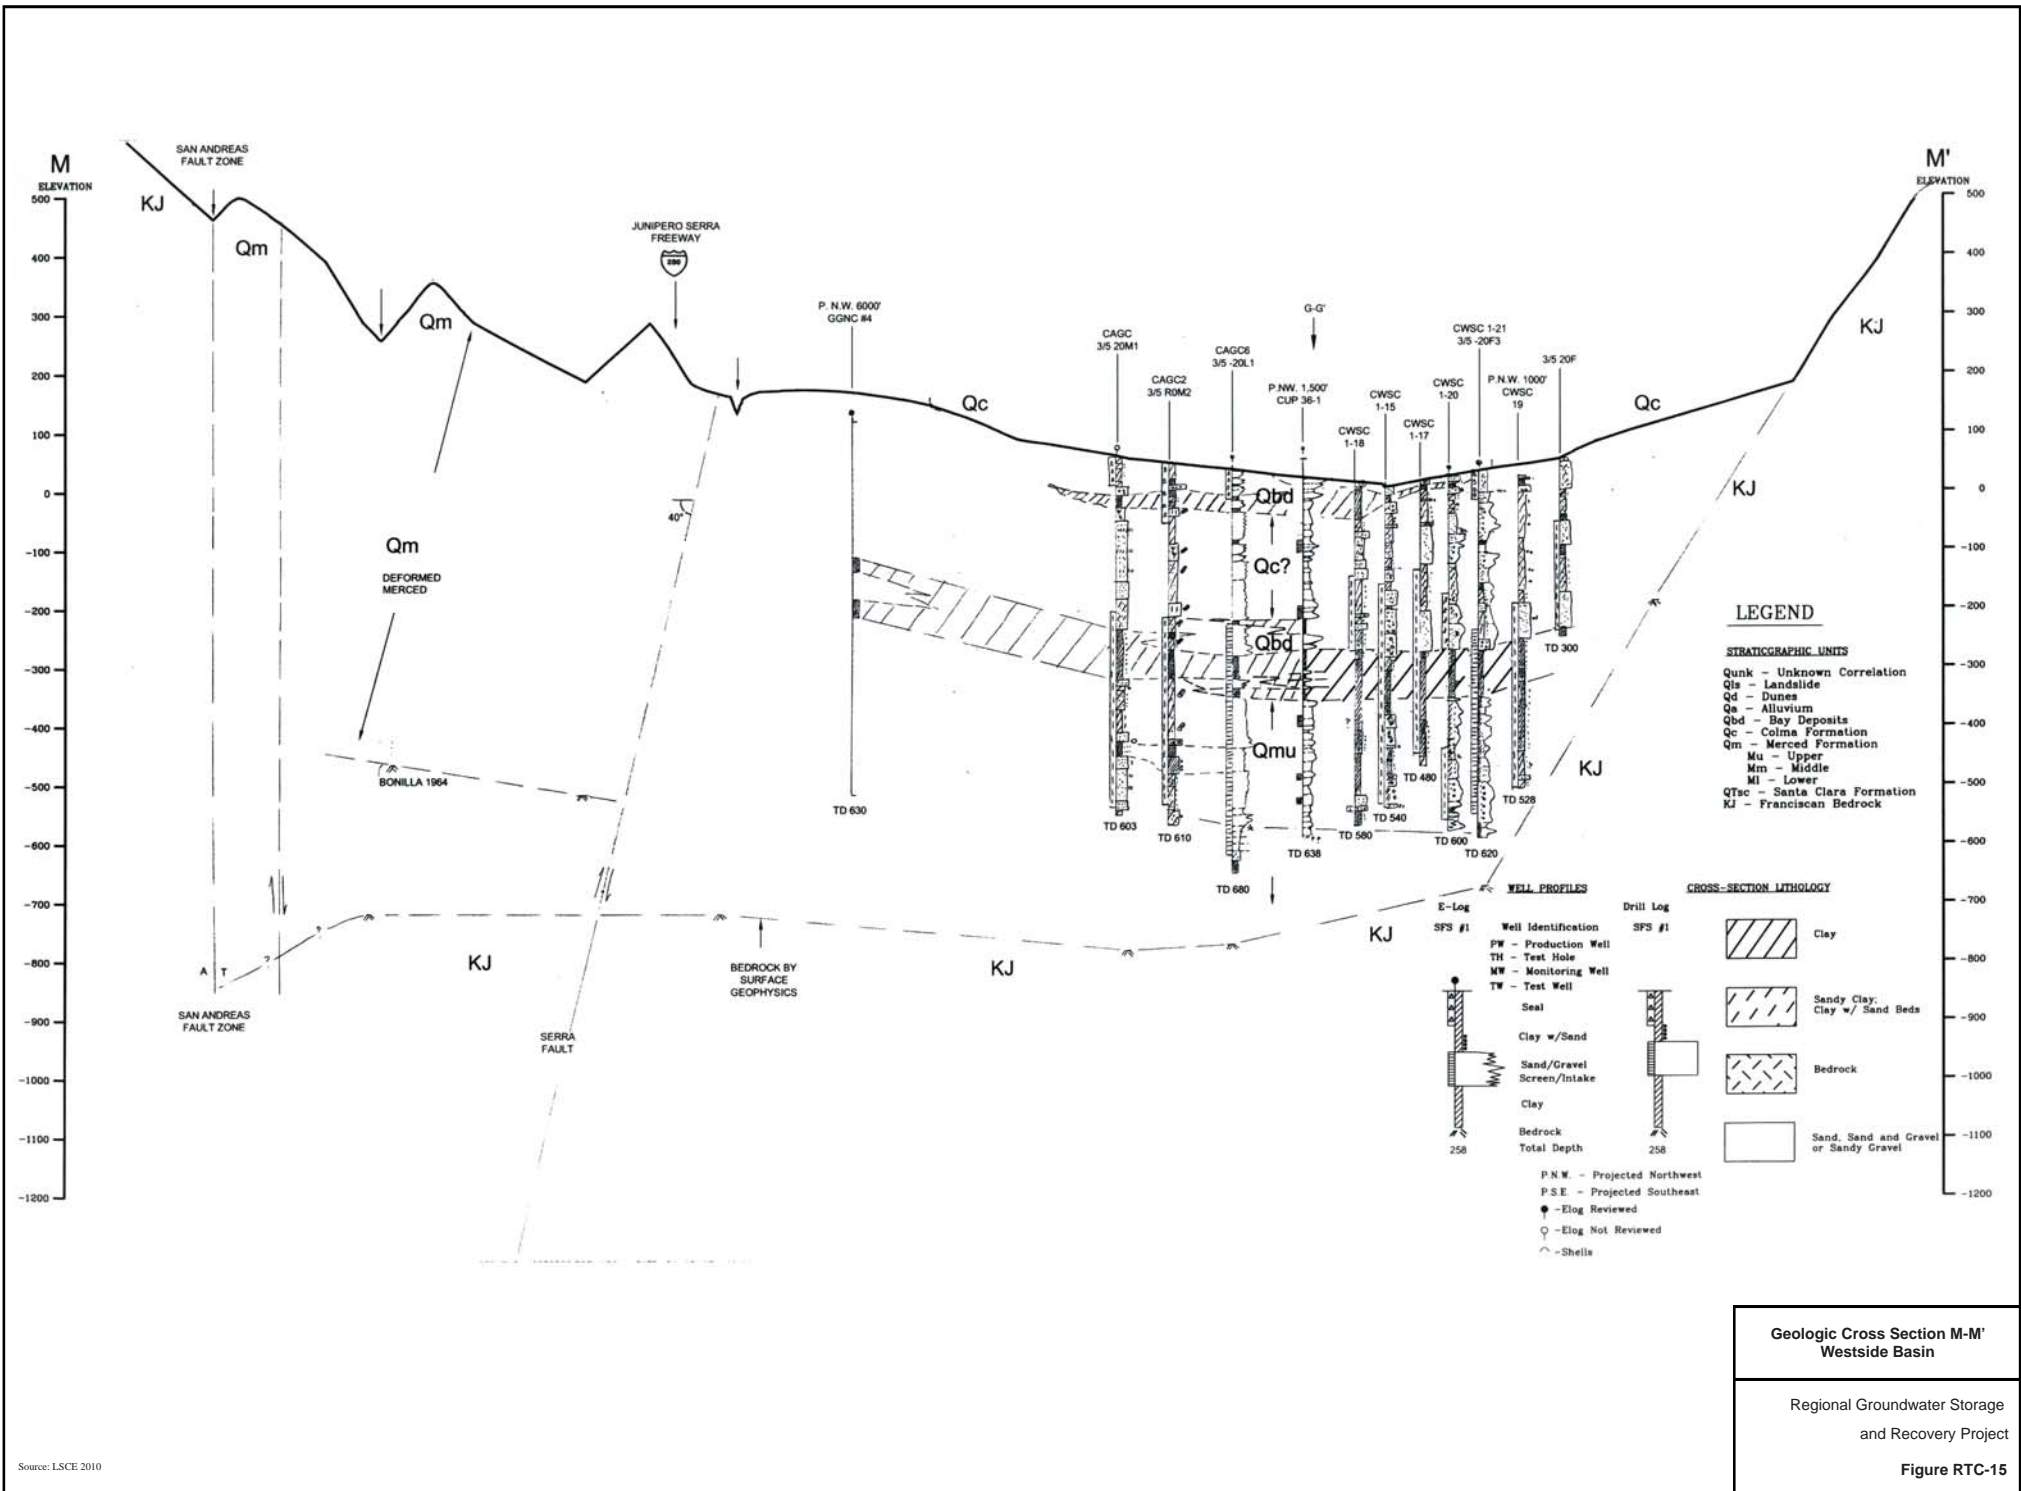 M
ELEVATION
500
400
300
200
100
0
-100
-200
-300
-400
-500
-600
-700
-800
-900
-1000
-1100
-1200
SAN ANDREAS
FAULT ZONE
KJ
Qm
Qm
JUNIPERO SERRA
FREEWAY
280
P. N.W. 6000'
GGNC #4
Qm
DEFORMED
MERCED
BONILLA 1964
40°
TD 630
A
T
?
?
SAN ANDREAS
FAULT ZONE
KJ
SERRA
FAULT
BEDROCK BY
SURFACE
GEOPHYSICS
KJ
KJ
Qc
CAGC
3/5 20M1
CAGC2
3/5 R0M2
CAGC6
3/5 -20L1
G-G'
P.NW. 1,500'
CUP 36-1
CWSC
1-18
CWSC
1-15
CWSC
1-17
CWSC
1-20
CWSC 1-21
3/5 -20F3
P.N.W. 1000'
CWSC
19
3/5 20F
Qc
KJ
KJ
KJ
Qbd
Qc?
Qbd
Qmu
TD 603
TD 610
TD 680
TD 638
TD 580
TD 540
TD 480
TD 600
TD 620
TD 528
TD 300
M'
ELEVATION
500
400
300
200
100
0
-100
-200
-300
-400
-500
-600
-700
-800
-900
-1000
-1100
-1200
LEGEND
STRATICGRAPHIC UNITS
Qunk - Unknown Correlation
Qls - Landslide
Qd - Dunes
Qa - Alluvium
Qbd - Bay Deposits
Qc - Colma Formation
Qm - Merced Formation
Mu - Upper
Mm - Middle
Ml - Lower
QTsc - Santa Clara Formation
KJ - Franciscan Bedrock
WELL PROFILES
E-Log
SFS #1
Well Identification
PW - Production Well
TH - Test Hole
MW - Monitoring Well
TW - Test Well
Drill Log
SFS #1
Seal
Clay w/Sand
Sand/Gravel
Screen/Intake
Clay
Bedrock
Total Depth
258
258
P.N.W. - Projected Northwest
P.S.E. - Projected Southeast
-Elog Reviewed
-Elog Not Reviewed
-Shells
CROSS-SECTION LITHOLOGY
Clay
Sandy Clay;
Clay w/ Sand Beds
Bedrock
Sand, Sand and Gravel
or Sandy Gravel
Geologic Cross Section M-M'
Westside Basin
Regional Groundwater Storage
and Recovery Project
Figure RTC-15
Source: LSCE 2010